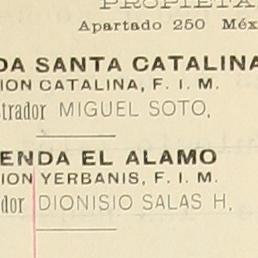 PROPIETA
Apartado 250 Méx
DA SANTA CATALINA
ION CATALINA, F. I. M.
strador MIGUEL SOTO.
ENDA EL ALAMO
ION YERBANIS, F. I. M.
dor DIONISIO SALAS H.